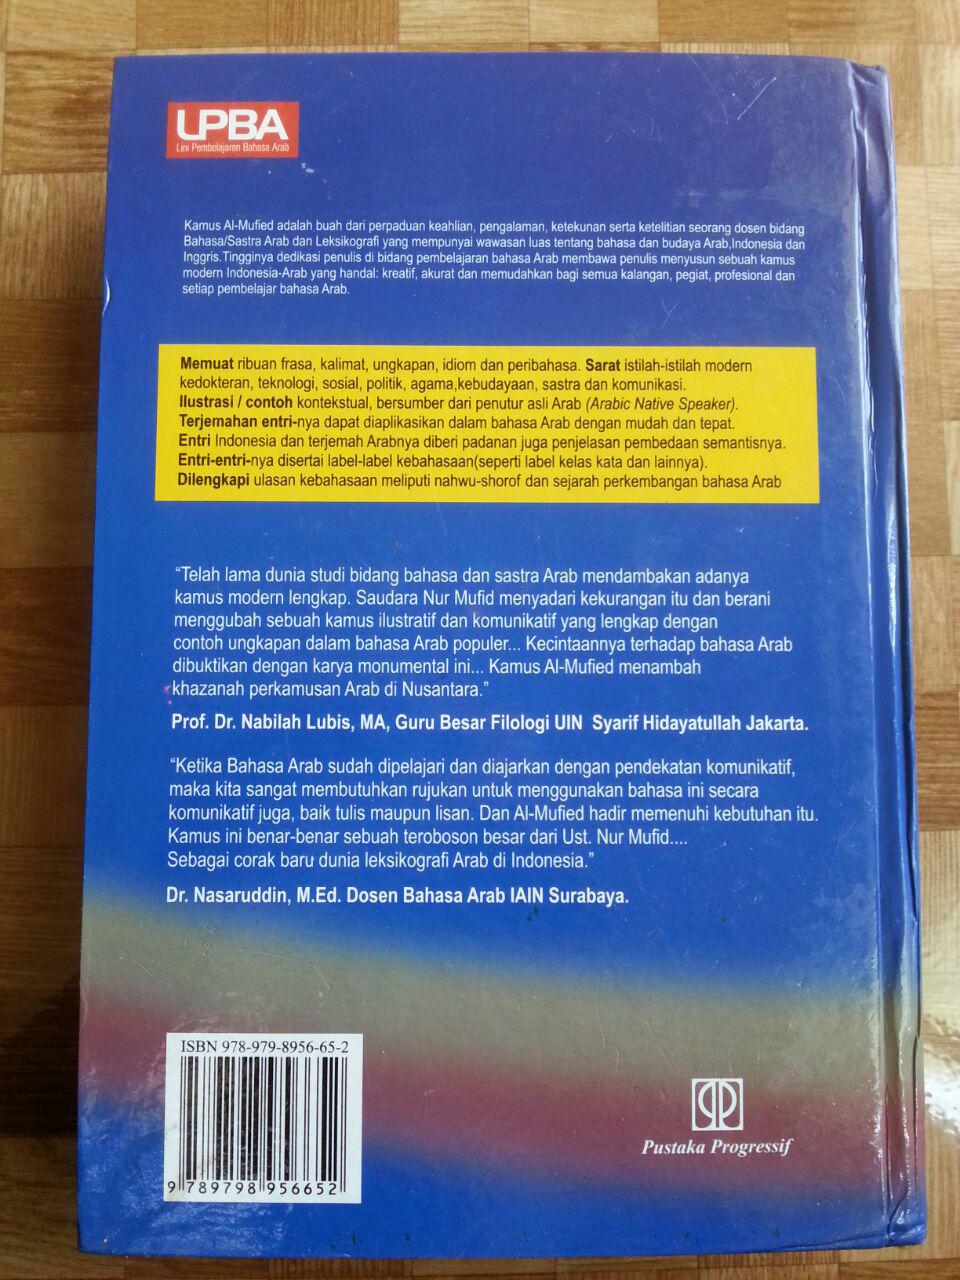 LPBA
Lini Pembelajaran Bahasa Arab
Kamus Al-Mufied adalah buah dari perpaduan keahlian, pengalaman, ketekunan serta ketelitian seorang dosen bidang
Bahasa/Sastra Arab dan Leksikografi yang mempunyai wawasan luas tentang bahasa dan budaya Arab,Indonesia dan
Inggris.Tingginya dedikasi penulis di bidang pembelajaran bahasa Arab membawa penulis menyusun sebuah kamus
modern Indonesia-Arab yang handal: kreatif, akurat dan memudahkan bagi semua kalangan, pegiat, profesional dan
setiap pembelajar bahasa Arab.
Memuat ribuan frasa, kalimat, ungkapan, idiom dan peribahasa. Sarat istilah-istilah modern
kedokteran, teknologi, sosial, politik, agama,kebudayaan, sastra dan komunikasi.
Ilustrasi / contoh kontekstual, bersumber dari penutur asli Arab (Arabic Native Speaker).
Terjemahan entri-nya dapat diaplikasikan dalam bahasa Arab dengan mudah dan tepat.
Entri Indonesia dan terjemah Arabnya diberi padanan juga penjelasan pembedaan semantisnya.
Entri-entri-nya disertai label-label kebahasaan(seperti label kelas kata dan lainnya).
Dilengkapi ulasan kebahasaan meliputi nahwu-shorof dan sejarah perkembangan bahasa Arab
“Telah lama dunia studi bidang bahasa dan sastra Arab mendambakan adanya
kamus modern lengkap. Saudara Nur Mufid menyadari kekurangan itu dan berani
menggubah sebuah kamus ilustratif dan komunikatif yang lengkap dengan
contoh ungkapan dalam bahasa Arab populer... Kecintaannya terhadap bahasa Arab
dibuktikan dengan karya monumental ini... Kamus Al-Mufied menambah
khazanah perkamusan Arab di Nusantara.”
Prof. Dr. Nabilah Lubis, MA, Guru Besar Filologi UIN Syarif Hidayatullah Jakarta.
“Ketika Bahasa Arab sudah dipelajari dan diajarkan dengan pendekatan komunikatif,
maka kita sangat membutuhkan rujukan untuk menggunakan bahasa ini secara
komunikatif juga, baik tulis maupun lisan. Dan Al-Mufied hadir memenuhi kebutuhan itu.
Kamus ini benar-benar sebuah teroboson besar dari Ust. Nur Mufid....
Sebagai corak baru dunia leksikografi Arab di Indonesia.”
Dr. Nasaruddin, M.Ed. Dosen Bahasa Arab IAIN Surabaya.
ISBN 978-979-8956-65-2
9 789798 956652
Pustaka Progressif